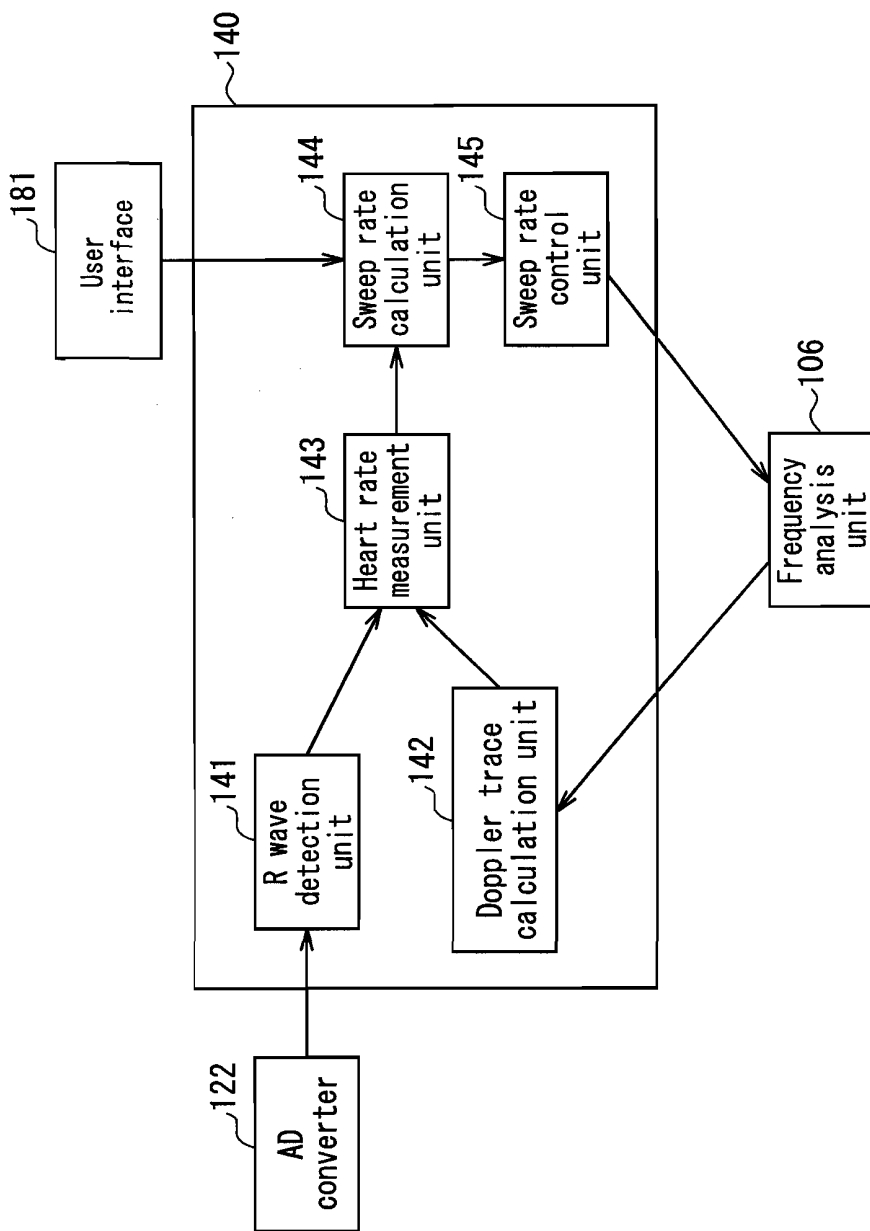 181
User
interface
140
144
Sweep rate
calculation
unit
145
Sweep rate
control
unit
143
Heart rate
measurement
unit
106
Frequency
analysis
unit
141
R wave
detection
unit
142
Doppler trace
calculation unit
122
AD
converter